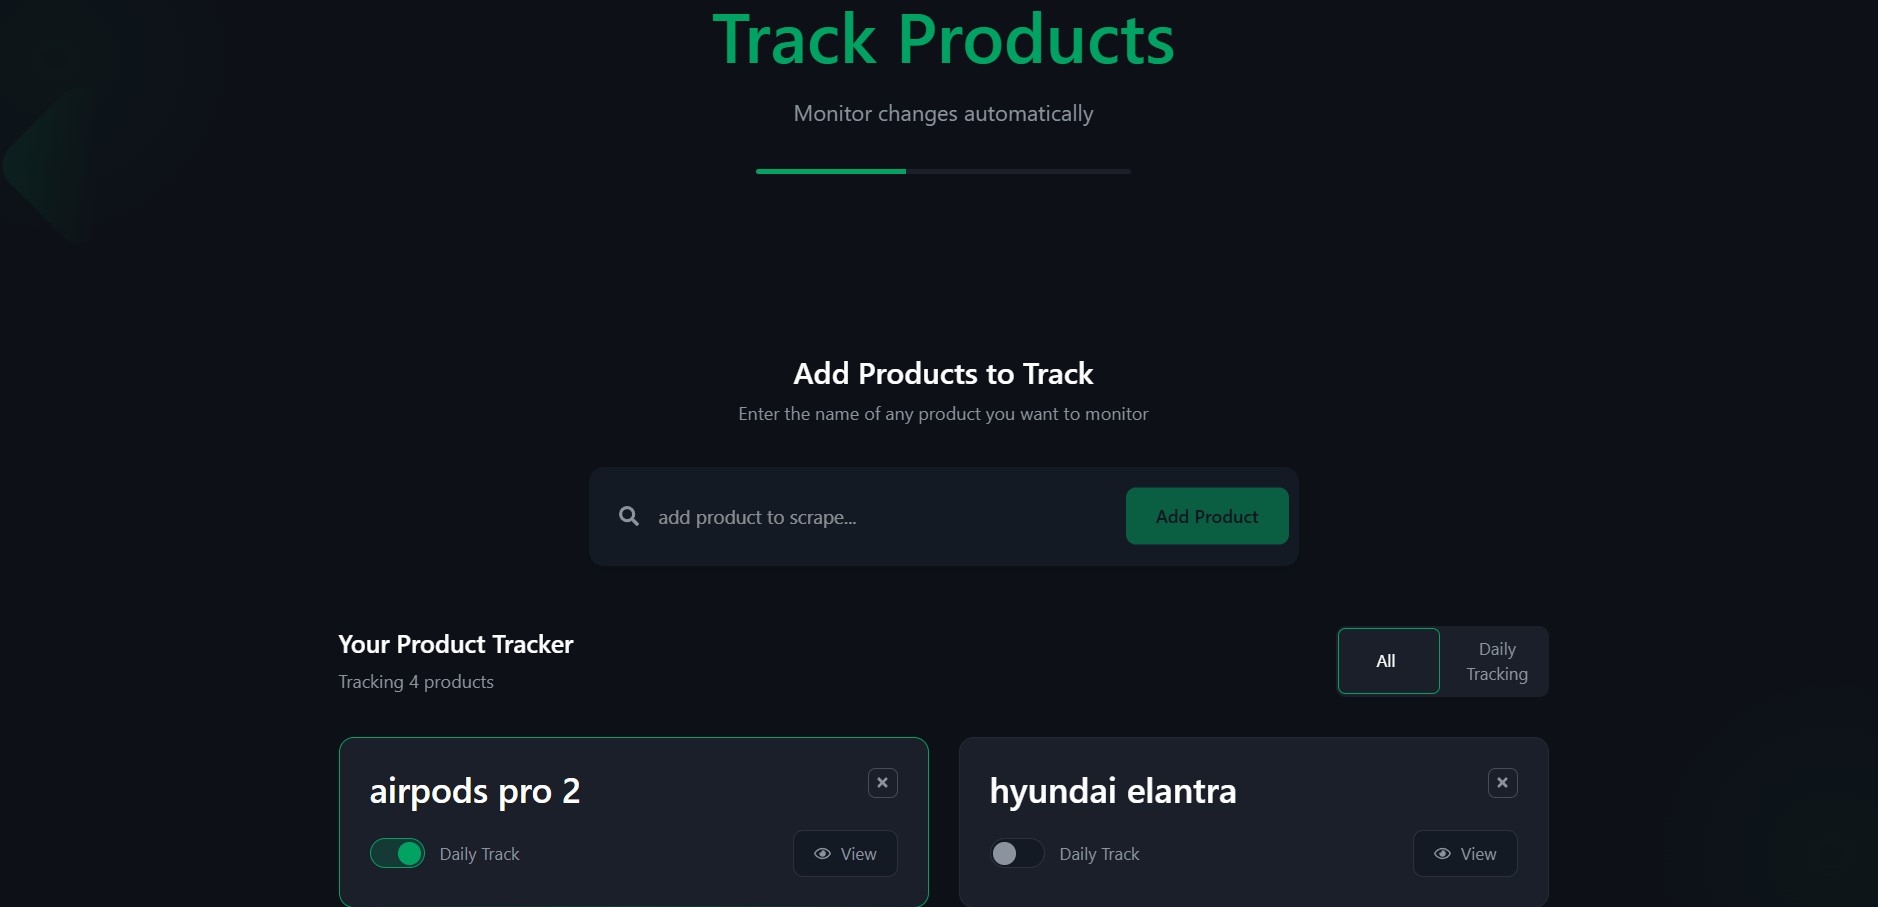 Track Products
Monitor changes automatically
Add Products to Track
Enter the name of any product you want to monitor
add product to scrape...
Add Product
Your Product Tracker
Tracking 4 products
All
Daily
Tracking
airpods pro 2
Daily Track
View
hyundai elantra
Daily Track
View